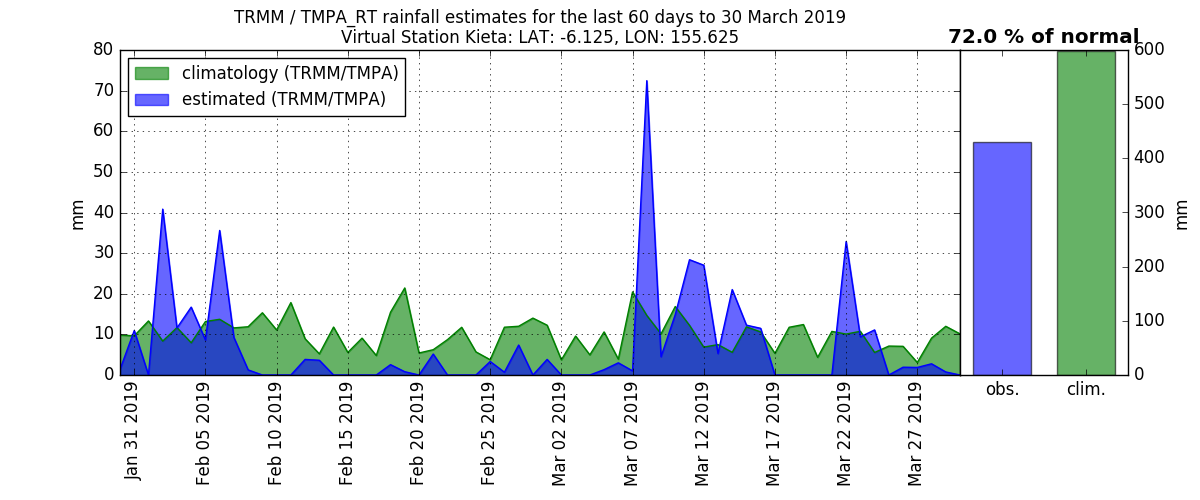 TRMM / TMPA_RT rainfall estimates for the last 60 days to 30 March 2019
Virtual Station Kieta: LAT: -6.125, LON: 155.625
72.0 % of normal
climatology (TRMM/TMPA)
estimated (TRMM/TMPA)
80
70
60
50
40
30
20
10
0
mm
Jan 31 2019
Feb 05 2019
Feb 10 2019
Feb 15 2019
Feb 20 2019
Feb 25 2019
Mar 02 2019
Mar 07 2019
Mar 12 2019
Mar 17 2019
Mar 22 2019
Mar 27 2019
obs.
clim.
600
500
400
300
200
100
0
mm